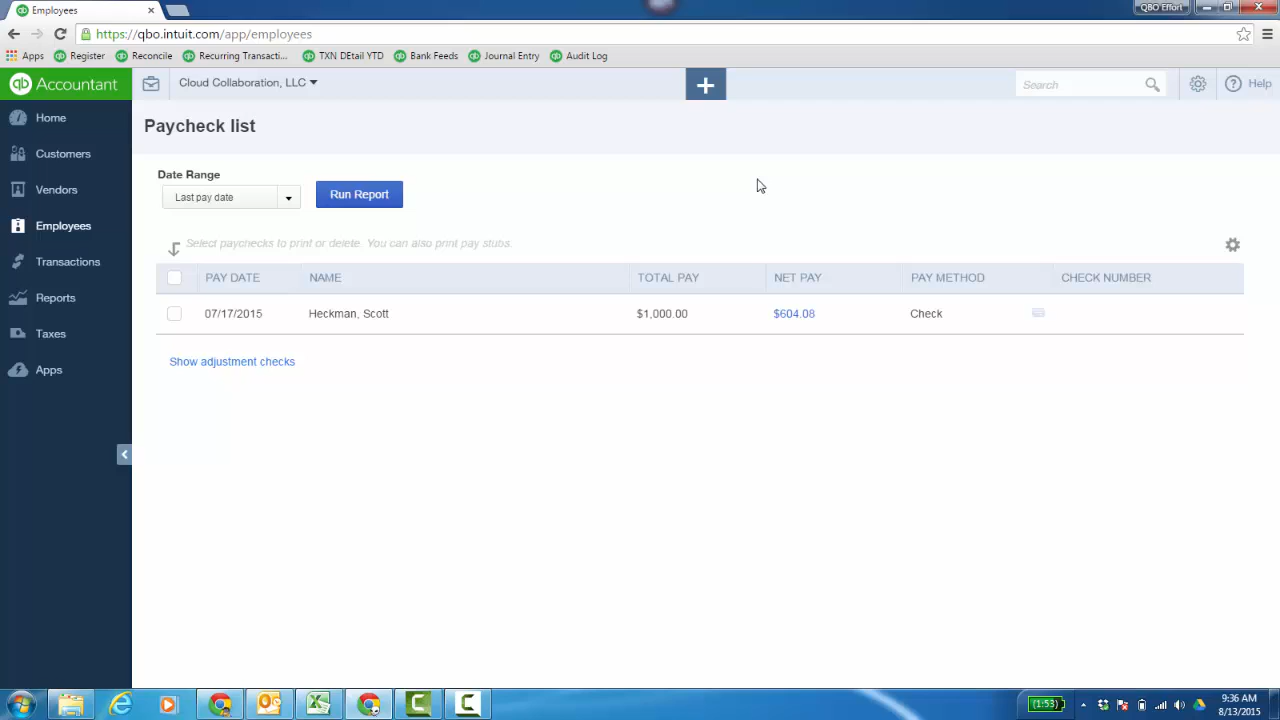 Employees
QBO Effort
https://qbo.intuit.com/app/employees
Apps Register Reconcile Recurring Transacti... TXN DEtail YTD Bank Feeds Journal Entry Audit Log
qb Accountant Cloud Collaboration, LLC Search Help
Home
Customers
Vendors
Employees
Transactions
Reports
Taxes
Apps
Paycheck list
Date Range
Last pay date Run Report
Select paychecks to print or delete. You can also print pay stubs.
PAY DATE NAME TOTAL PAY NET PAY PAY METHOD CHECK NUMBER
07/17/2015 Heckman, Scott $1,000.00 $604.08 Check
Show adjustment checks
(1:53)
9:36 AM
8/13/2015